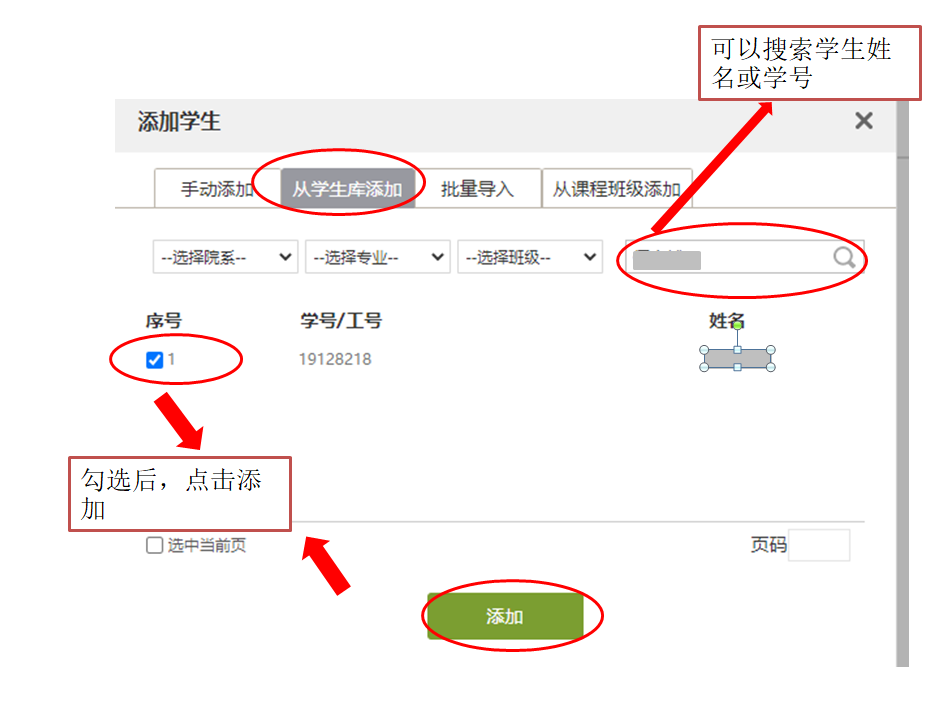 可以搜索学生姓
名或学号
添加学生
手动添加
从学生库添加
批量导入
从课程班级添加
--选择院系--
--选择专业--
--选择班级--
序号
学号/工号
姓名
1
19128218
勾选后，点击添
加
选中当前页
页码
添加